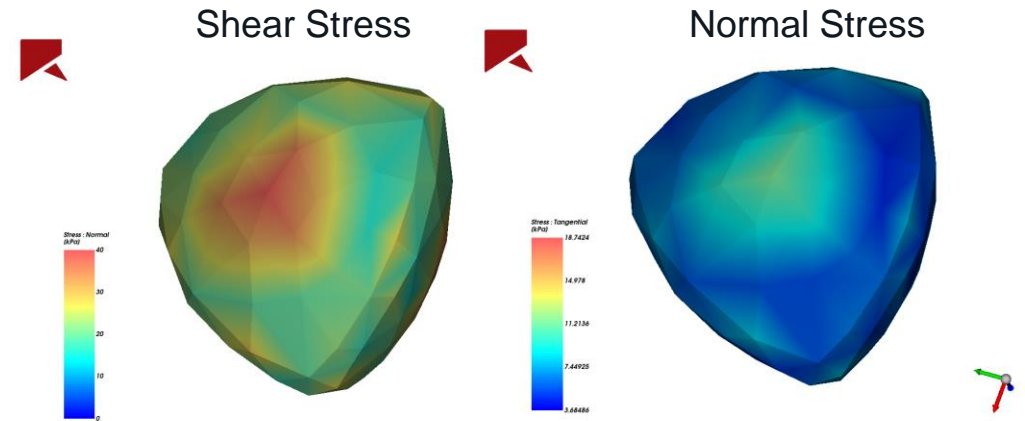 Shear Stress
Normal Stress
Stress : Normal
(kPa)
40
30
20
10
0
Stress : Tangential
(kPa)
18.7424
14.978
11.2136
7.44925
3.68486